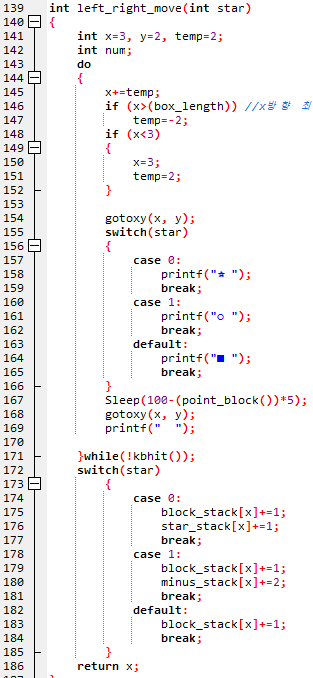 139 int left_right_move(int star)
140 {
141 int x=3, y=2, temp=2;
142 int num;
143 do
144 {
145 x+=temp;
146 if (x>(box_length)) //x방향 최
147 temp=-2;
148 if (x<3)
149 {
150 x=3;
151 temp=2;
152 }
153
154 gotoxy(x, y);
155 switch(star)
156 {
157 case 0:
158 printf("★ ");
159 break;
160 case 1:
161 printf("○ ");
162 break;
163 default:
164 printf("■ ");
165 break;
166 }
167 Sleep(100-(point_block())*5);
168 gotoxy(x, y);
169 printf("  ");
170
171 }while(!kbhit());
172 switch(star)
173 {
174 case 0:
175 block_stack[x]+=1;
176 star_stack[x]+=1;
177 break;
178 case 1:
179 block_stack[x]+=1;
180 minus_stack[x]+=2;
181 break;
182 default:
183 block_stack[x]+=1;
184 break;
185 }
186 return x;